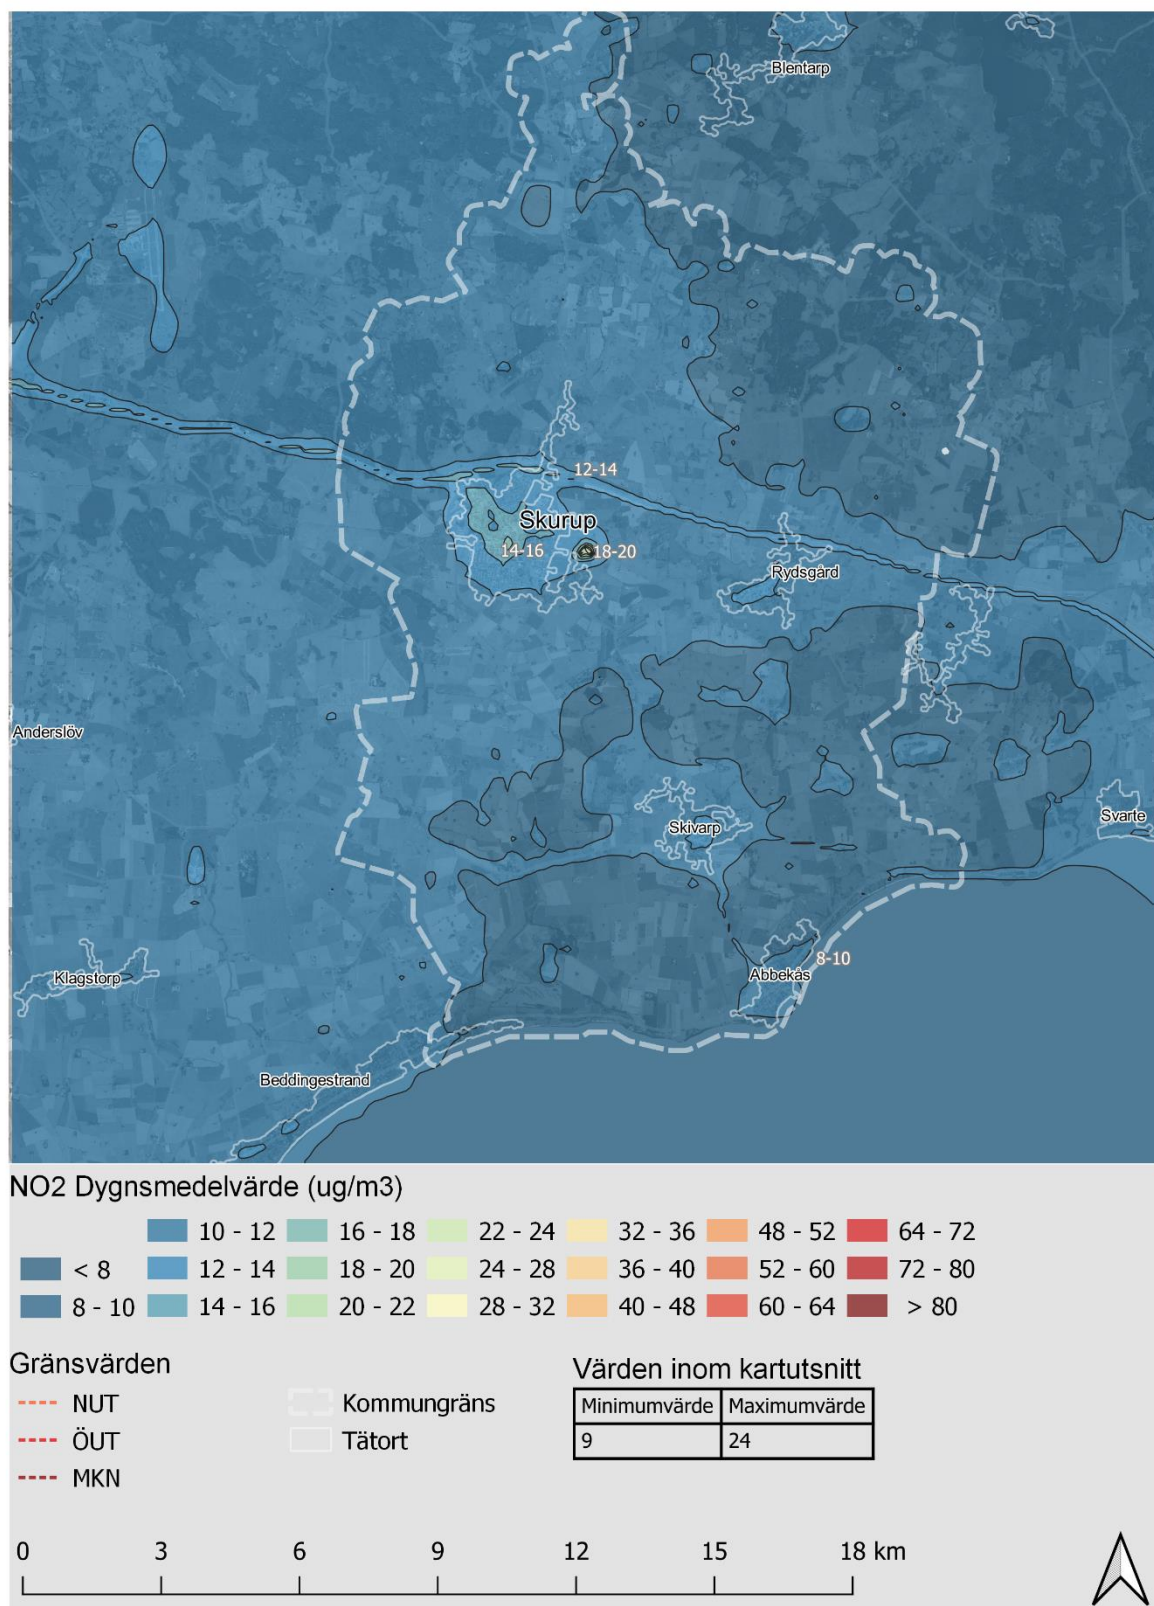 Blentarp
12-14
Skurup
14-16
18-20
Rydsgård
Anderslöv
Svarte
Skivarp
8-10
Abbekås
Klagstorp
Beddingestrand
NO2 Dygnsmedelvärde (ug/m3)
10 - 12 16 - 18 22 - 24 32 - 36 48 - 52 64 - 72
< 8 12 - 14 18 - 20 24 - 28 36 - 40 52 - 60 72 - 80
8 - 10 14 - 16 20 - 22 28 - 32 40 - 48 60 - 64 > 80
Gränsvärden
Värden inom kartutsnitt
NUT Kommungräns Minimumvärde Maximumvärde
ÖUT Tätort 9 24
MKN
0 3 6 9 12 15 18 km